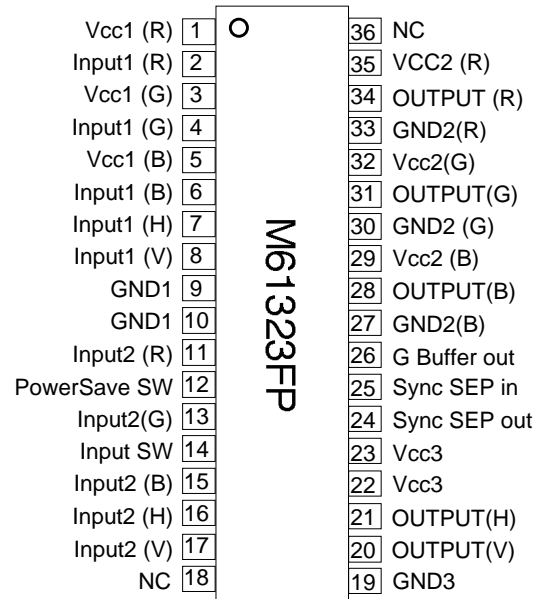 Vcc1 (R) 1
Input1 (R) 2
Vcc1 (G) 3
Input1 (G) 4
Vcc1 (B) 5
Input1 (B) 6
Input1 (H) 7
Input1 (V) 8
GND1 9
GND1 10
Input2 (R) 11
PowerSave SW 12
Input2(G) 13
Input SW 14
Input2 (B) 15
Input2 (H) 16
Input2 (V) 17
NC 18
M61323FP
36 NC
35 VCC2 (R)
34 OUTPUT (R)
33 GND2(R)
32 Vcc2(G)
31 OUTPUT(G)
30 GND2 (G)
29 Vcc2 (B)
28 OUTPUT(B)
27 GND2(B)
26 G Buffer out
25 Sync SEP in
24 Sync SEP out
23 Vcc3
22 Vcc3
21 OUTPUT(H)
20 OUTPUT(V)
19 GND3